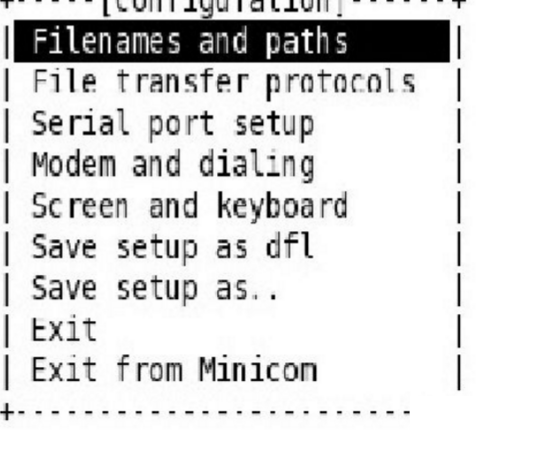 +-----[configuration]------+
| Filenames and paths |
| File transfer protocols |
| Serial port setup |
| Modem and dialing |
| Screen and keyboard |
| Save setup as dfl |
| Save setup as.. |
| Exit |
| Exit from Minicom |
+------------------------